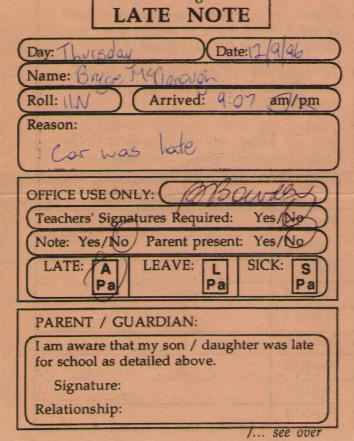 LATE NOTE
Day: Thursday Date: 12/9/96
Name: Bryce McNorough
Roll: 11N Arrived: 9:07 am/pm
Reason:
Car was late
OFFICE USE ONLY:
Teachers' Signatures Required: Yes/No
Note: Yes/No Parent present: Yes/No
LATE: A Pa LEAVE: L Pa SICK: S Pa
PARENT / GUARDIAN:
I am aware that my son / daughter was late
for school as detailed above.
Signature:
Relationship:
/... see over